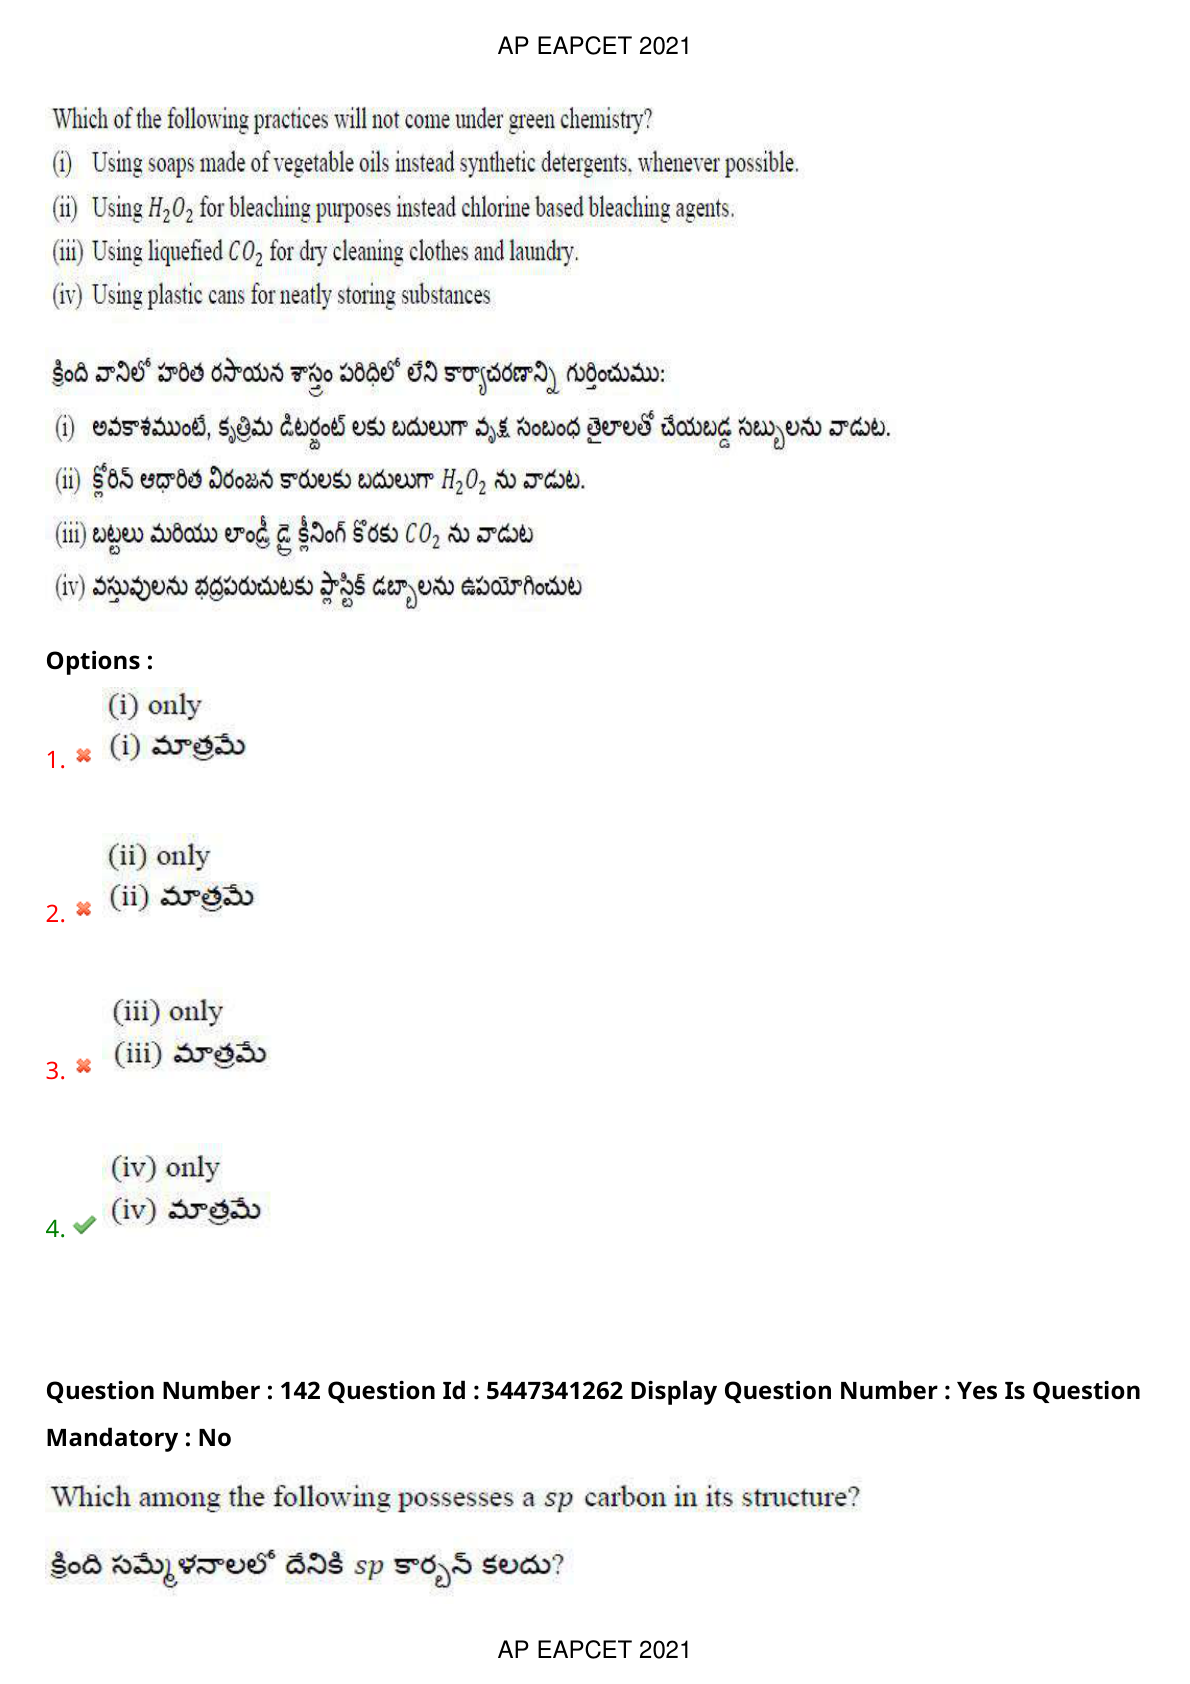 AP EAPCET 2021
Which of the following practices will not come under green chemistry?
(i) Using soaps made of vegetable oils instead synthetic detergents, whenever possible.
(ii) Using H₂O₂ for bleaching purposes instead chlorine based bleaching agents.
(iii) Using liquefied CO₂ for dry cleaning clothes and laundry.
(iv) Using plastic cans for neatly storing substances
క్రింది వానిలో హరిత రసాయన శాస్త్రం పరిధిలో లేని కార్యాచరణాన్ని గుర్తించుము:
(i) అవకాశముంటే, కృత్రిమ డిటర్జంట్ లకు బదులుగా వృక్ష సంబంధ తైలాలతో చేయబడ్డ సబ్బులను వాడుట.
(ii) క్లోరిన్ ఆధారిత విరంజన కారులకు బదులుగా H₂O₂ ను వాడుట.
(iii) బట్టలు మరియు లాండ్రీ డ్రై క్లీనింగ్ కొరకు CO₂ ను వాడుట
(iv) వస్తువులను భద్రపరుచుటకు ప్లాస్టిక్ డబ్బాలను ఉపయోగించుట
Options :
(i) only
1. (i) మాత్రమే
(ii) only
2. (ii) మాత్రమే
(iii) only
3. (iii) మాత్రమే
(iv) only
4. (iv) మాత్రమే
Question Number : 142 Question Id : 5447341262 Display Question Number : Yes Is Question
Mandatory : No
Which among the following possesses a sp carbon in its structure?
క్రింది సమ్మేళనాలలో దేనికి sp కార్బన్ కలదు?
AP EAPCET 2021